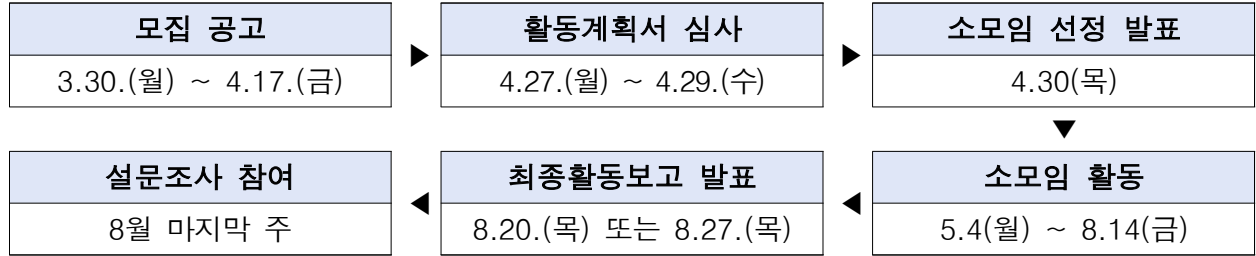 모집 공고
3.30.(월) ~ 4.17.(금)
▶
활동계획서 심사
4.27.(월) ~ 4.29.(수)
▶
소모임 선정 발표
4.30(목)
▼
소모임 활동
5.4(월) ~ 8.14(금)
◀
최종활동보고 발표
8.20.(목) 또는 8.27.(목)
◀
설문조사 참여
8월 마지막 주